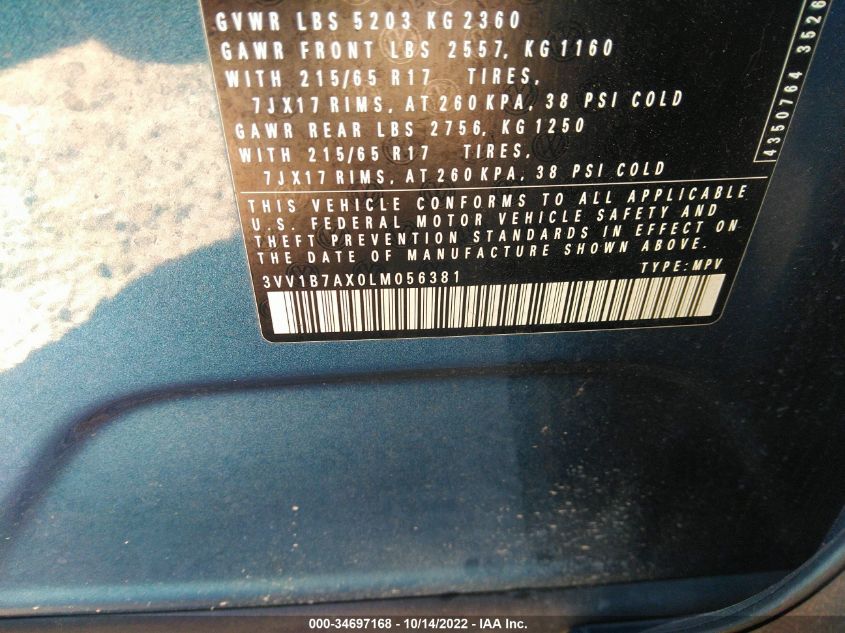 GVWR LBS 5203 KG 2360
GAWR FRONT LBS 2557, KG 1160
WITH 215/65 R17 TIRES,
7JX17 RIMS, AT 260 KPA, 38 PSI COLD
GAWR REAR LBS 2756, KG 1250
WITH 215/65 R17 TIRES,
7JX17 RIMS, AT 260 KPA, 38 PSI COLD
THIS VEHICLE CONFORMS TO ALL APPLICABLE
U.S. FEDERAL MOTOR VEHICLE SAFETY AND
THEFT PREVENTION STANDARDS IN EFFECT ON
THE DATE OF MANUFACTURE SHOWN ABOVE.
3VV1B7AX0LM056381 TYPE: MPV
4350764 3526
000-34697168 - 10/14/2022 - IAA Inc.